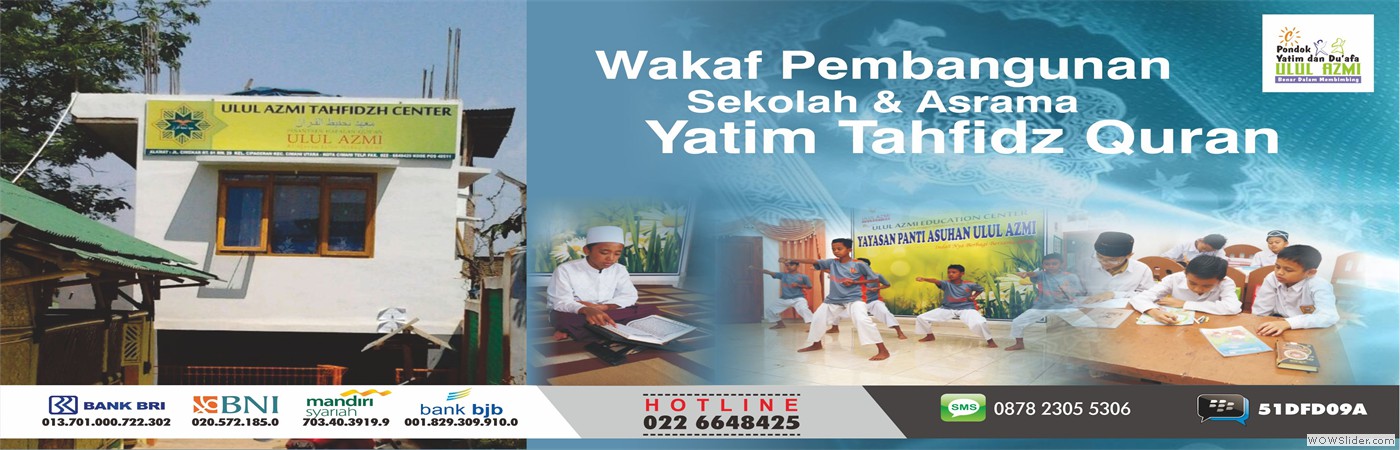 ULUL AZMI TAHFIDZH CENTER
ULUL AZMI
Wakaf Pembangunan
Sekolah & Asrama
Yatim Tahfidz Quran
Pondok
Yatim dan Du'afa
ULUL AZMI
Benar Dalam Membimbing
ULUL AZMI EDUCATION CENTER
YAYASAN PANTI ASUHAN ULUL AZMI
BANK BRI
013.701.000.722.302
BNI
020.572.185.0
mandiri
syariah
703.40.3919.9
bank bjb
001.829.309.910.0
HOTLINE
022 6648425
SMS
0878 2305 5306
51DFD09A
WOWSlider.com